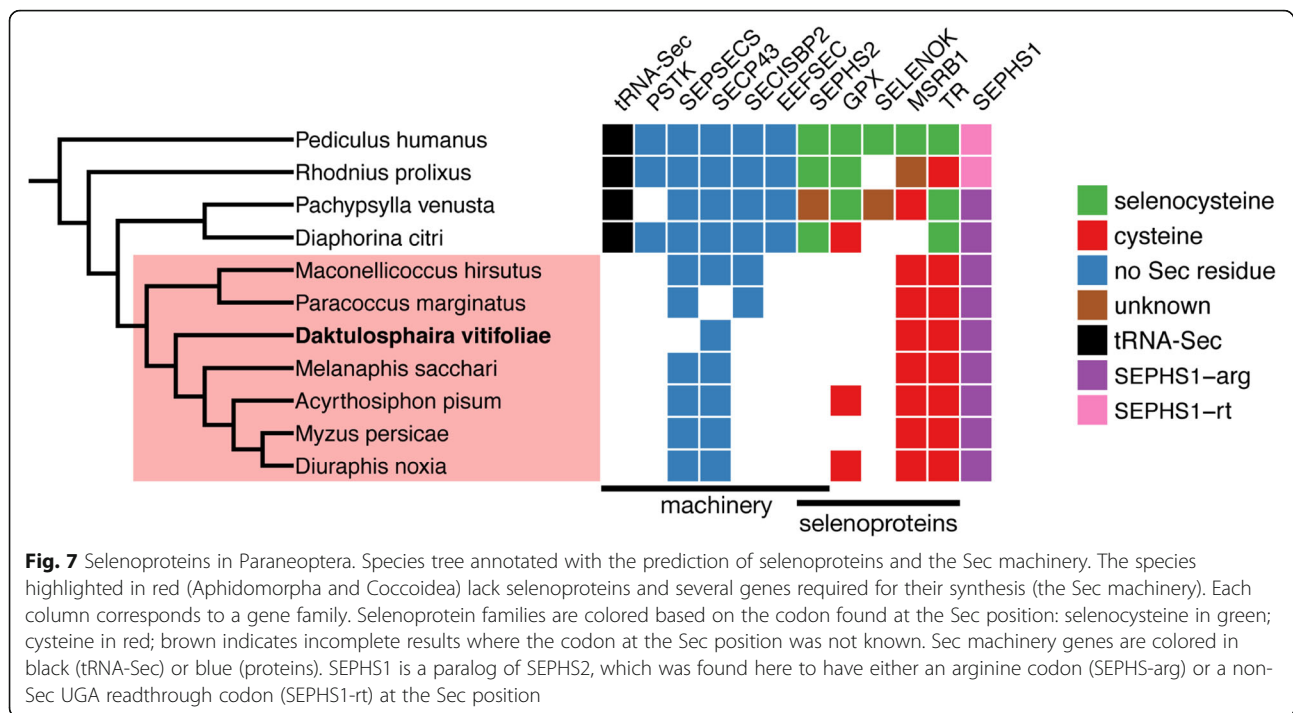 tRNA-Sec
PSTK
SEPSECS
SECP43
SECISBP2
EEFSEC
SEPHS2
GPX
SELENOK
MSRB1
TR
SEPHS1
Pediculus humanus
Rhodnius prolixus
Pachypsylla venusta
Diaphorina citri
Maconellicoccus hirsutus
Paracoccus marginatus
Daktulosphaira vitifoliae
Melanaphis sacchari
Acyrthosiphon pisum
Myzus persicae
Diuraphis noxia
machinery
selenoproteins
selenocysteine
cysteine
no Sec residue
unknown
tRNA-Sec
SEPHS1–arg
SEPHS1–rt
Fig. 7 Selenoproteins in Paraneoptera. Species tree annotated with the prediction of selenoproteins and the Sec machinery. The species
highlighted in red (Aphidomorpha and Coccoidea) lack selenoproteins and several genes required for their synthesis (the Sec machinery). Each
column corresponds to a gene family. Selenoprotein families are colored based on the codon found at the Sec position: selenocysteine in green;
cysteine in red; brown indicates incomplete results where the codon at the Sec position was not known. Sec machinery genes are colored in
black (tRNA-Sec) or blue (proteins). SEPHS1 is a paralog of SEPHS2, which was found here to have either an arginine codon (SEPHS-arg) or a non-
Sec UGA readthrough codon (SEPHS1-rt) at the Sec position